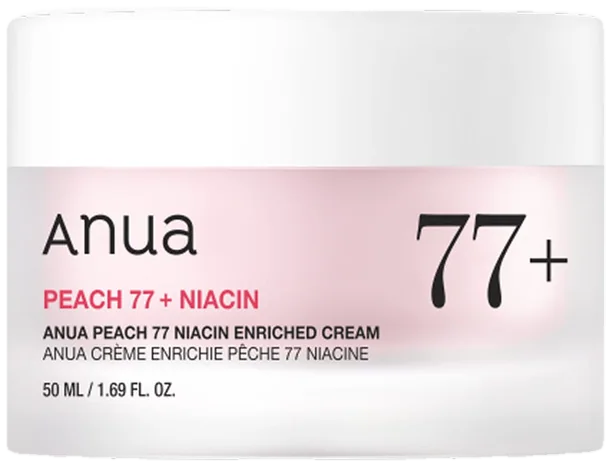 Anua
77+
PEACH 77 + NIACIN
ANUA PEACH 77 NIACIN ENRICHED CREAM
ANUA CRÈME ENRICHIE PÊCHE 77 NIACINE
50 ML / 1.69 FL. OZ.